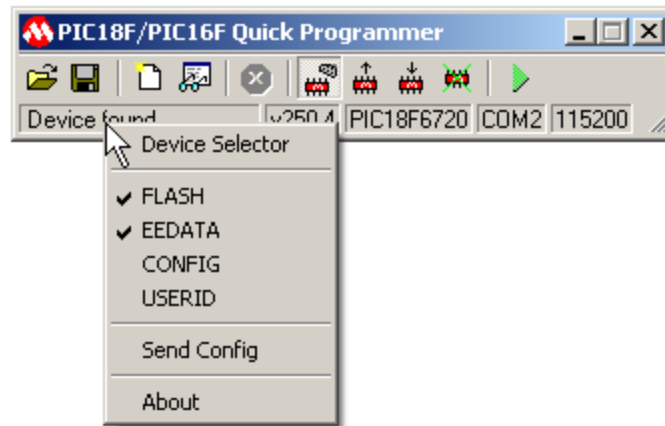 PIC18F/PIC16F Quick Programmer
Device found v250.4 PIC18F6720 COM2 115200
Device Selector
FLASH
EEDATA
CONFIG
USERID
Send Config
About